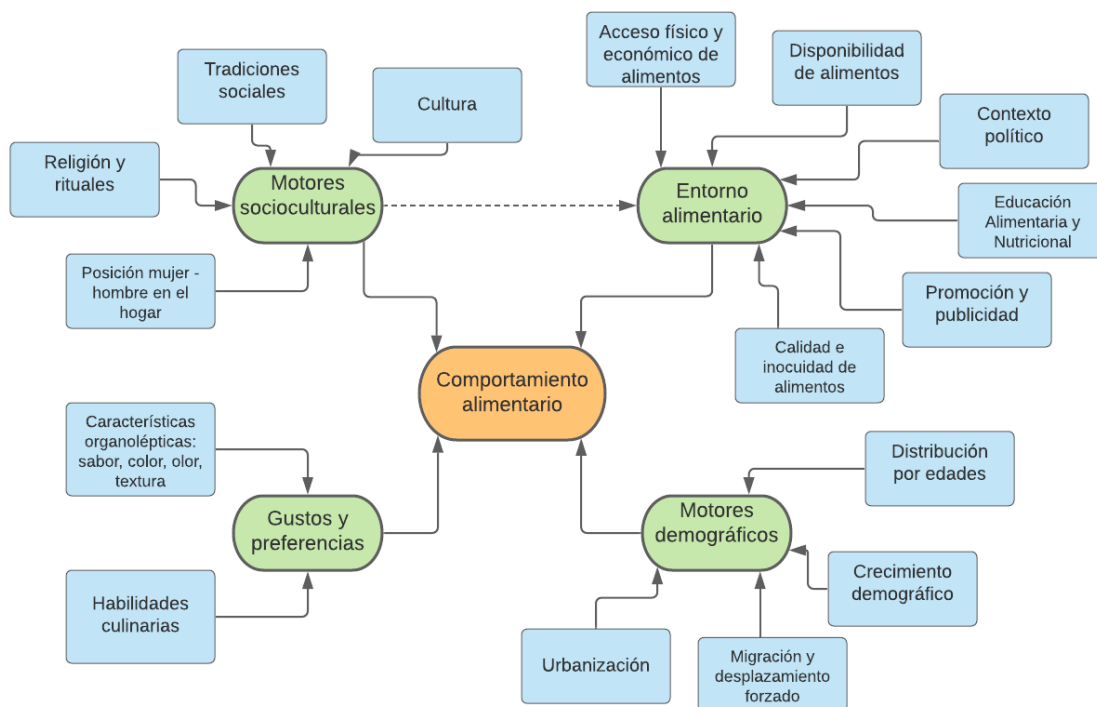 Acceso físico y
económico de
alimentos
Disponibilidad
de alimentos
Tradiciones
sociales
Cultura
Contexto
político
Religión y
rituales
Motores
socioculturales
Entorno
alimentario
Educación
Alimentaria y
Nutricional
Posición mujer -
hombre en el
hogar
Promoción y
publicidad
Calidad e
inocuidad de
alimentos
Comportamiento
alimentario
Características
organolépticas:
sabor, color, olor,
textura
Distribución
por edades
Gustos y
preferencias
Motores
demográficos
Crecimiento
demográfico
Habilidades
culinarias
Urbanización
Migración y
desplazamiento
forzado